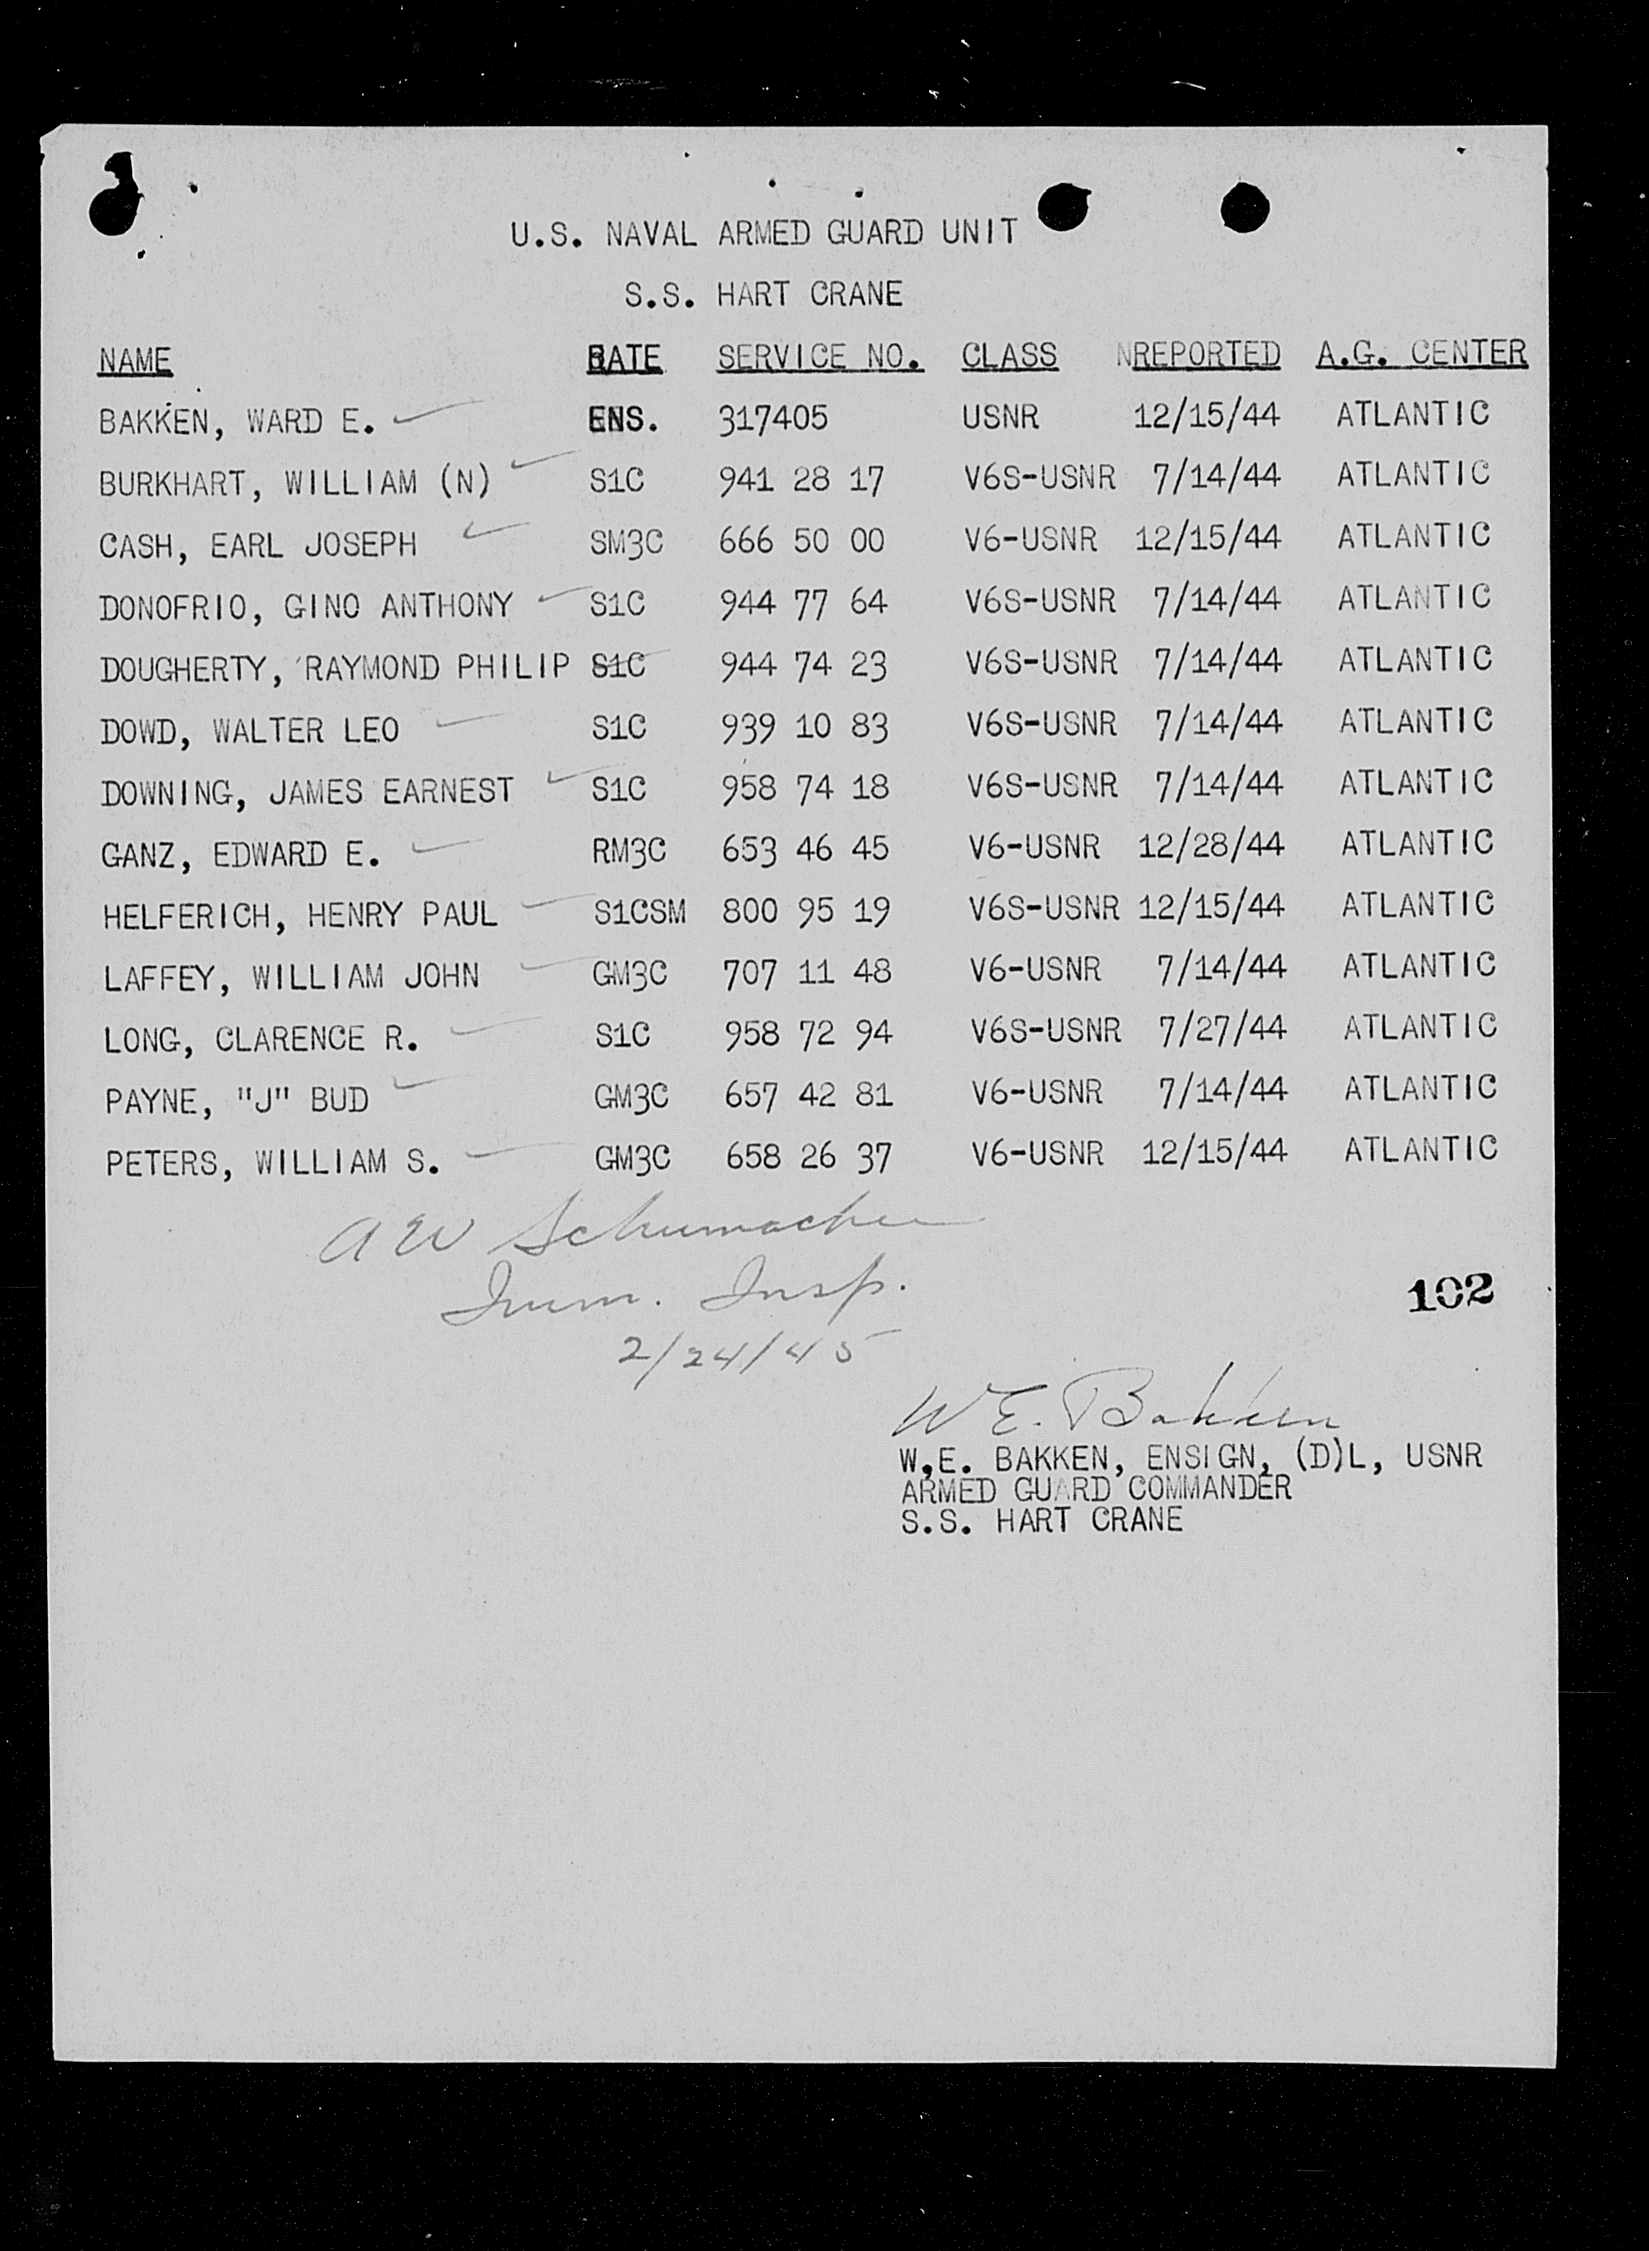 U.S. NAVAL ARMED GUARD UNIT
S.S. HART CRANE
NAME RATE SERVICE NO. CLASS NREPORTED A.G. CENTER
BAKKEN, WARD E. ENS. 317405 USNR 12/15/44 ATLANTIC
BURKHART, WILLIAM (N) S1C 941 28 17 V6S-USNR 7/14/44 ATLANTIC
CASH, EARL JOSEPH SM3C 666 50 00 V6-USNR 12/15/44 ATLANTIC
DONOFRIO, GINO ANTHONY S1C 944 77 64 V6S-USNR 7/14/44 ATLANTIC
DOUGHERTY, RAYMOND PHILIP S1C 944 74 23 V6S-USNR 7/14/44 ATLANTIC
DOWD, WALTER LEO S1C 939 10 83 V6S-USNR 7/14/44 ATLANTIC
DOWNING, JAMES EARNEST S1C 958 74 18 V6S-USNR 7/14/44 ATLANTIC
GANZ, EDWARD E. RM3C 653 46 45 V6-USNR 12/28/44 ATLANTIC
HELFERICH, HENRY PAUL S1CSM 800 95 19 V6S-USNR 12/15/44 ATLANTIC
LAFFEY, WILLIAM JOHN GM3C 707 11 48 V6-USNR 7/14/44 ATLANTIC
LONG, CLARENCE R. S1C 958 72 94 V6S-USNR 7/27/44 ATLANTIC
PAYNE, "J" BUD GM3C 657 42 81 V6-USNR 7/14/44 ATLANTIC
PETERS, WILLIAM S. GM3C 658 26 37 V6-USNR 12/15/44 ATLANTIC
A W Schumacher
Imm. Insp.
102
2/24/45
W E. Bakken
W.E. BAKKEN, ENSIGN, (D)L, USNR
ARMED GUARD COMMANDER
S.S. HART CRANE